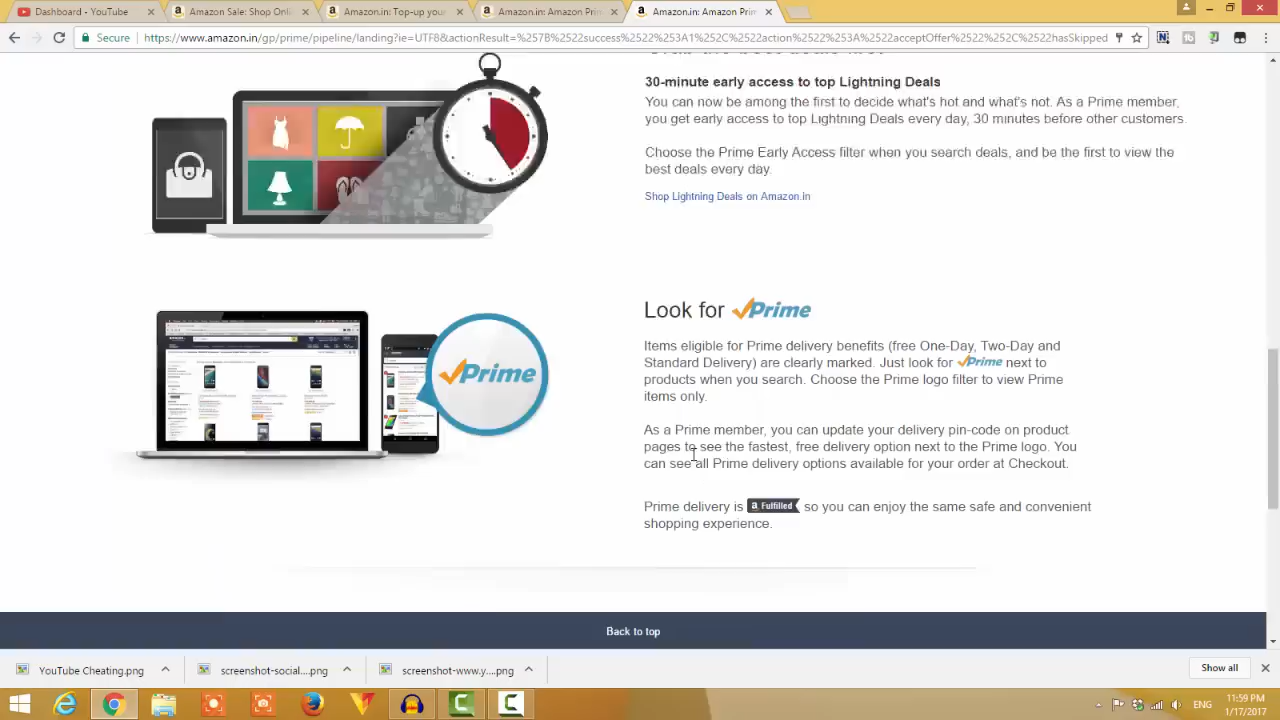 Dashboard - YouTube
Amazon Sale: Shop Onli
Amazon.in: Top-up your
Amazon.in: Amazon Prim
Amazon.in: Amazon Prim
Secure
https://www.amazon.in/gp/prime/pipeline/landing?ie=UTF8&actionResult=%257B%2522success%2522%253A1%252C%2522action%2522%253A%2522acceptOffer%2522%252C%2522hasSkipped
30-minute early access to top Lightning Deals
You can now be among the first to decide what's hot and what's not. As a Prime member,
you get early access to top Lightning Deals every day, 30 minutes before other customers.
Choose the Prime Early Access filter when you search deals, and be the first to view the
best deals every day.
Shop Lightning Deals on Amazon.in
Look for Prime
Prime
Items eligible for Prime delivery benefits (free One-Day, Two-Day and
Standard Delivery) are clearly marked. Just look for Prime next to
products when you search. Choose the Prime logo filter to view Prime
items only.
As a Prime member, you can update your delivery pin-code on product
pages to see the fastest, free delivery option next to the Prime logo. You
can see all Prime delivery options available for your order at Checkout.
Prime delivery is a Fulfilled so you can enjoy the same safe and convenient
shopping experience.
Back to top
YouTube Cheating.png
screenshot-social....png
screenshot-www.y....png
Show all
ENG
11:59 PM
1/17/2017